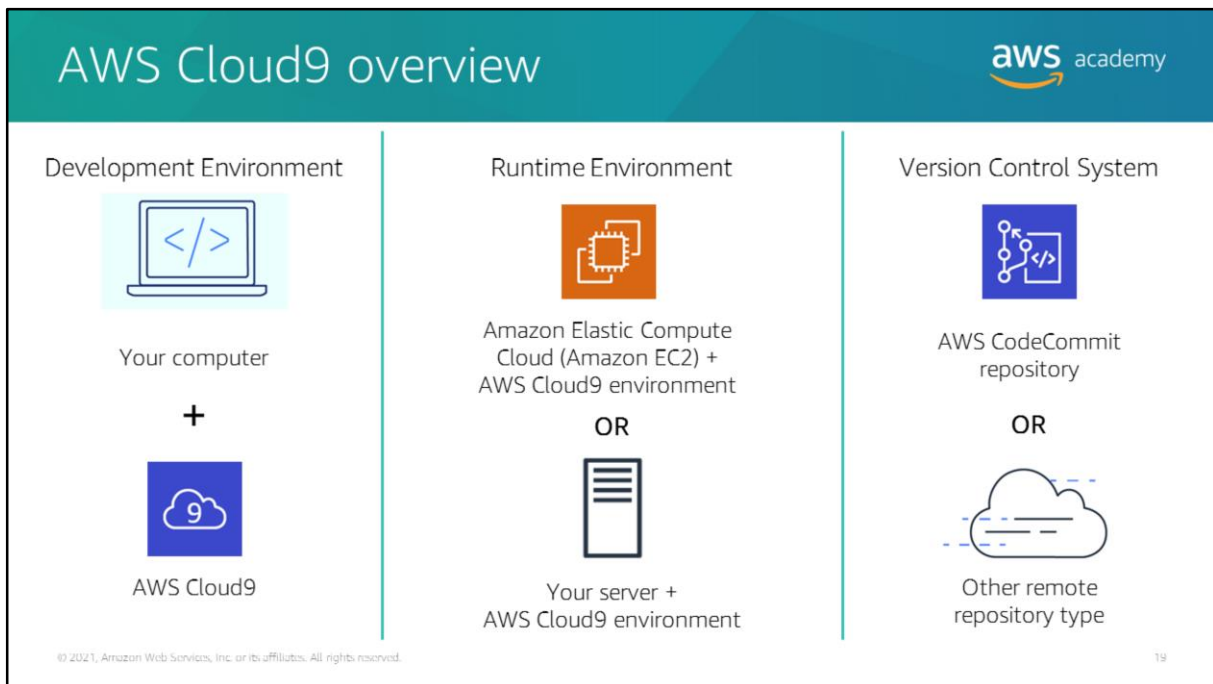 AWS Cloud9 overview
aws academy
Development Environment
</>
Your computer
+
9
AWS Cloud9
Runtime Environment
Amazon Elastic Compute
Cloud (Amazon EC2) +
AWS Cloud9 environment
OR
Your server +
AWS Cloud9 environment
Version Control System
</>
AWS CodeCommit
repository
OR
Other remote
repository type
© 2021, Amazon Web Services, Inc. or its affiliates. All rights reserved.
19